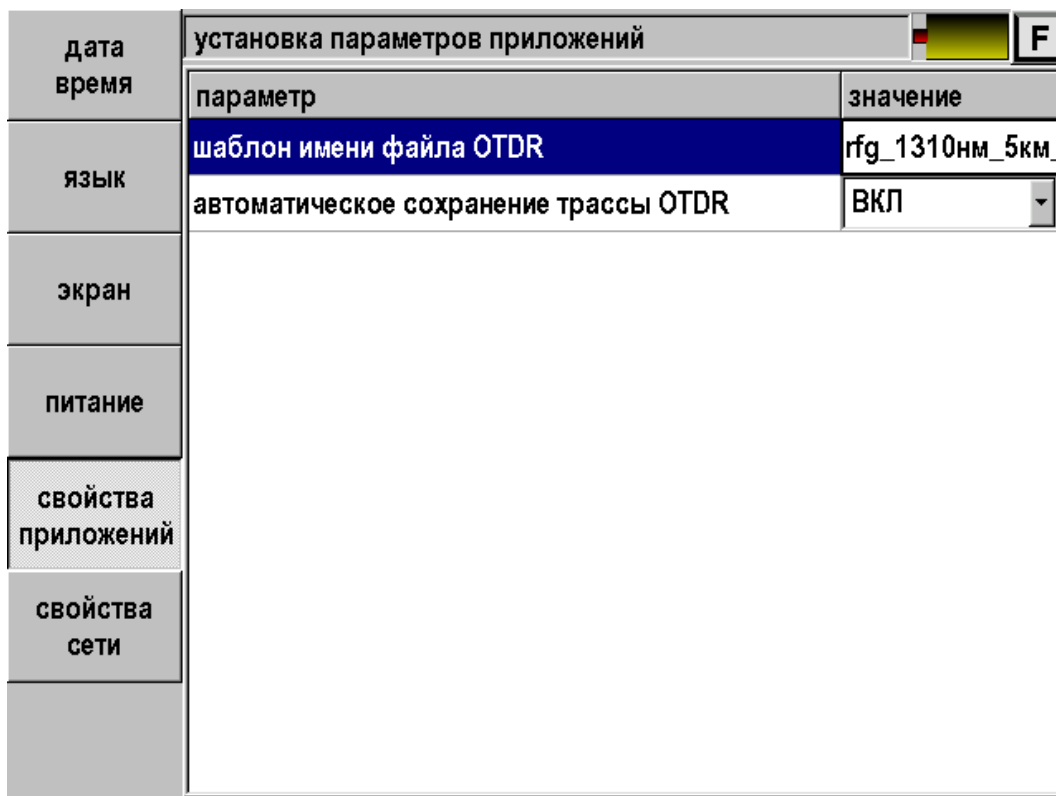 дата
время
язык
экран
питание
свойства
приложений
свойства
сети
установка параметров приложений
F
параметр
значение
шаблон имени файла OTDR
rfg_1310нм_5км_
автоматическое сохранение трассы OTDR
ВКЛ